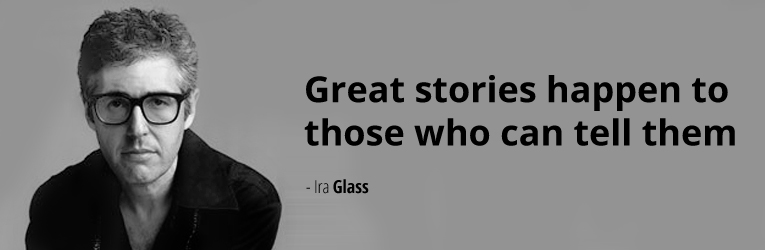 Great stories happen to
those who can tell them
- Ira Glass